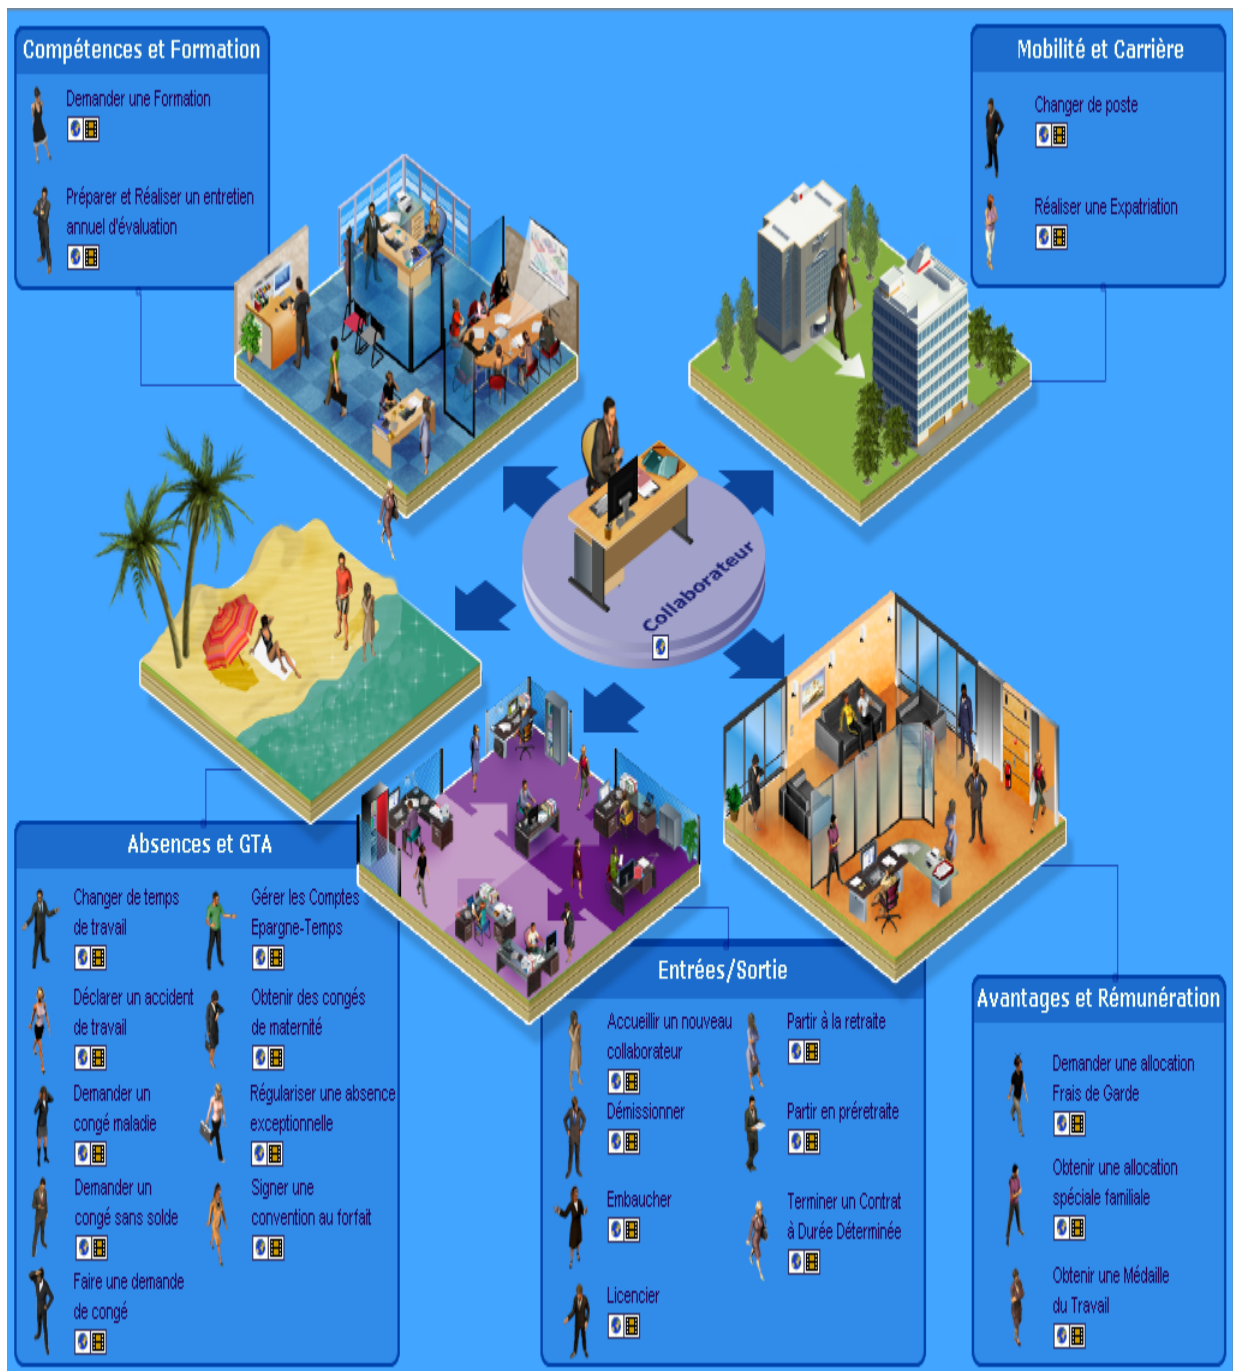 Compétences et Formation
Demander une Formation
Préparer et Réaliser un entretien
annuel d'évaluation
Mobilité et Carrière
Changer de poste
Réaliser une Expatriation
Collaborateur
Absences et GTA
Changer de temps
de travail
Déclarer un accident
de travail
Demander un
congé maladie
Demander un
congé sans solde
Faire une demande
de congé
Gérer les Comptes
Epargne-Temps
Obtenir des congés
de maternité
Régulariser une absence
exceptionnelle
Signer une
convention au forfait
Entrées/Sortie
Accueillir un nouveau
collaborateur
Démissionner
Embaucher
Licencier
Partir à la retraite
Partir en préretraite
Terminer un Contrat
à Durée Déterminée
Avantages et Rémunération
Demander une allocation
Frais de Garde
Obtenir une allocation
spéciale familiale
Obtenir une Médaille
du Travail